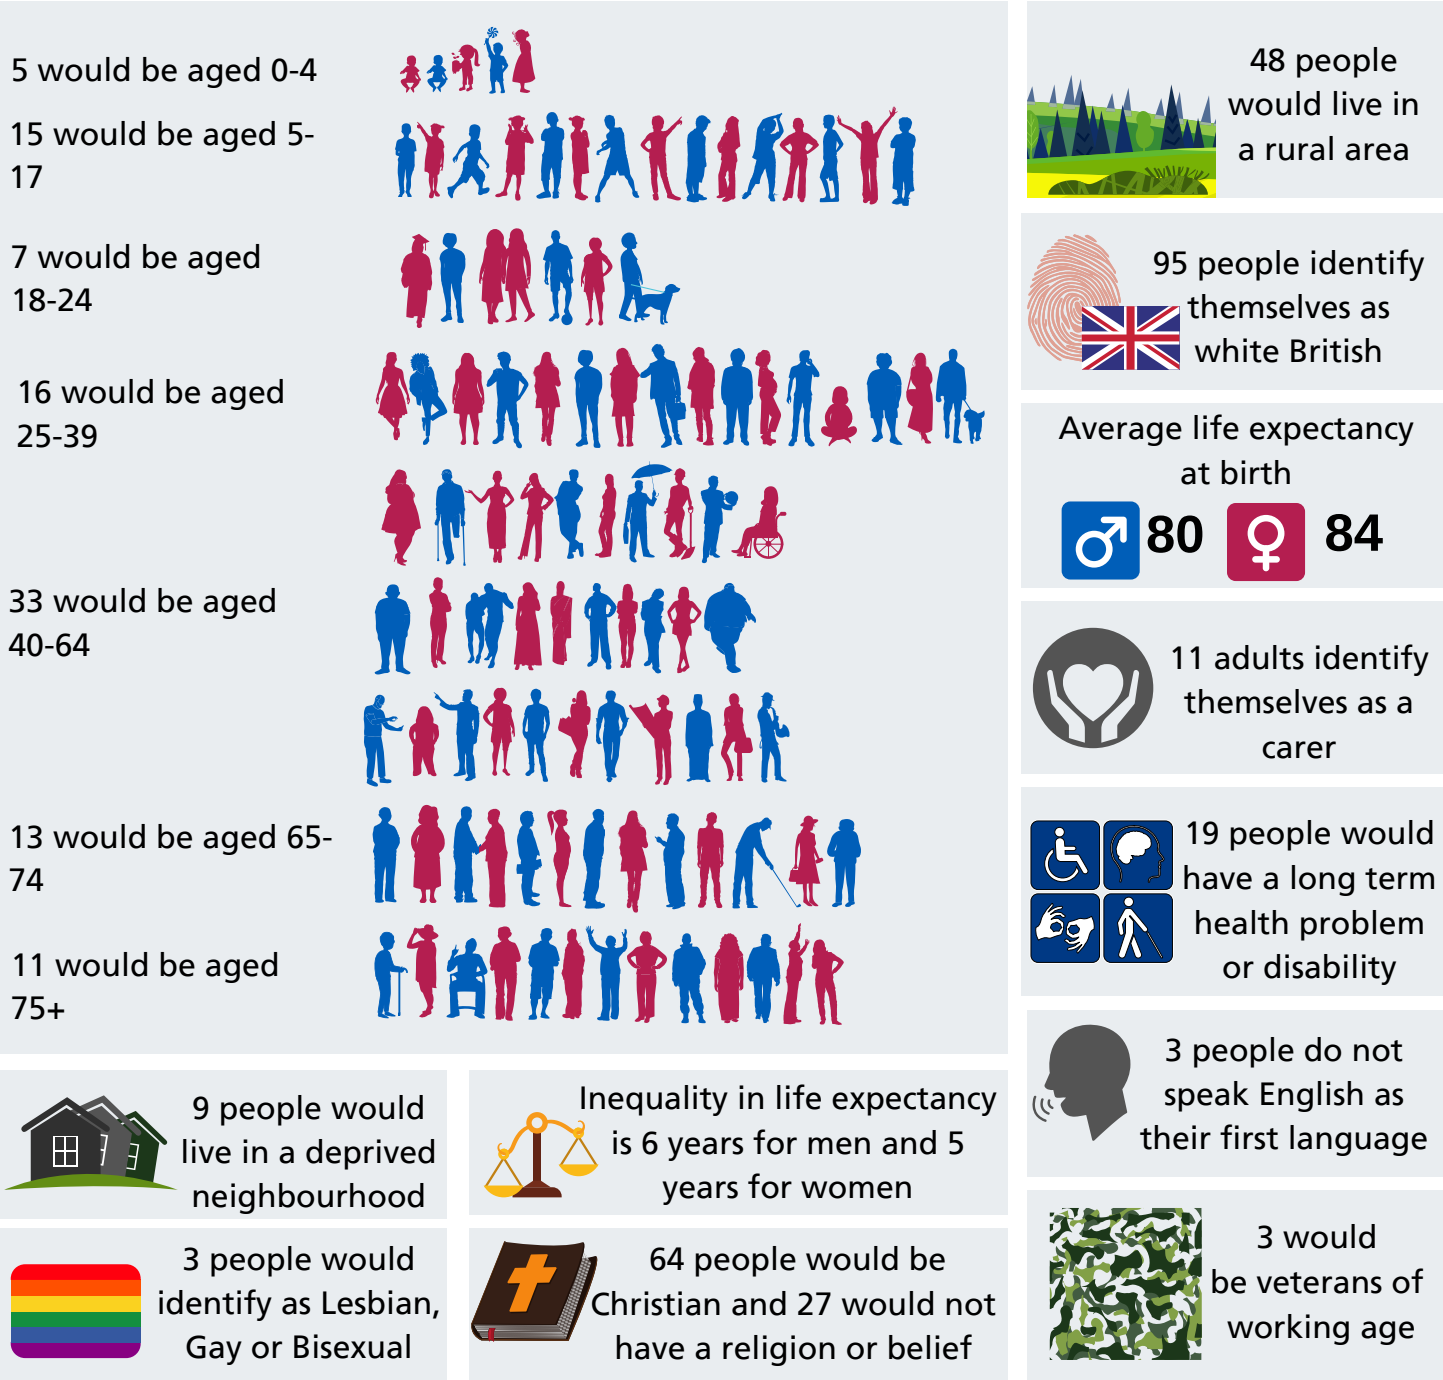 5 would be aged 0-4
15 would be aged 5-
17
7 would be aged
18-24
16 would be aged
25-39
33 would be aged
40-64
13 would be aged 65-
74
11 would be aged
75+
48 people
would live in
a rural area
95 people identify
themselves as
white British
Average life expectancy
at birth
80 84
11 adults identify
themselves as a
carer
19 people would
have a long term
health problem
or disability
3 people do not
speak English as
their first language
3 would
be veterans of
working age
9 people would
live in a deprived
neighbourhood
Inequality in life expectancy
is 6 years for men and 5
years for women
3 people would
identify as Lesbian,
Gay or Bisexual
64 people would be
Christian and 27 would not
have a religion or belief